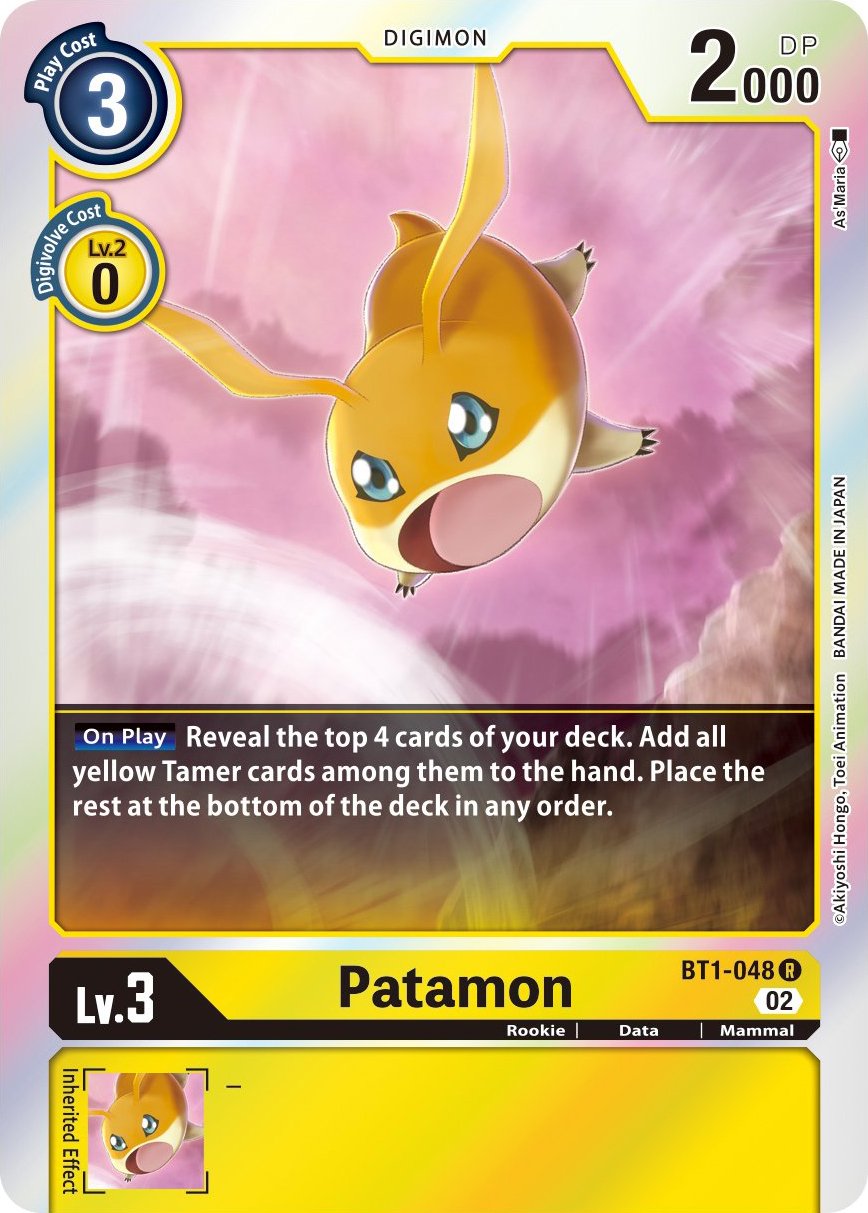 Play Cost
3
DIGIMON
DP
2000
Digivolve Cost
Lv.2
0
As'Maria
BANDAI MADE IN JAPAN
©Akiyoshi Hongo, Toei Animation
On Play Reveal the top 4 cards of your deck. Add all
yellow Tamer cards among them to the hand. Place the
rest at the bottom of the deck in any order.
Lv.3
Patamon
BT1-048 R
02
Rookie | Data | Mammal
Inherited Effect
–